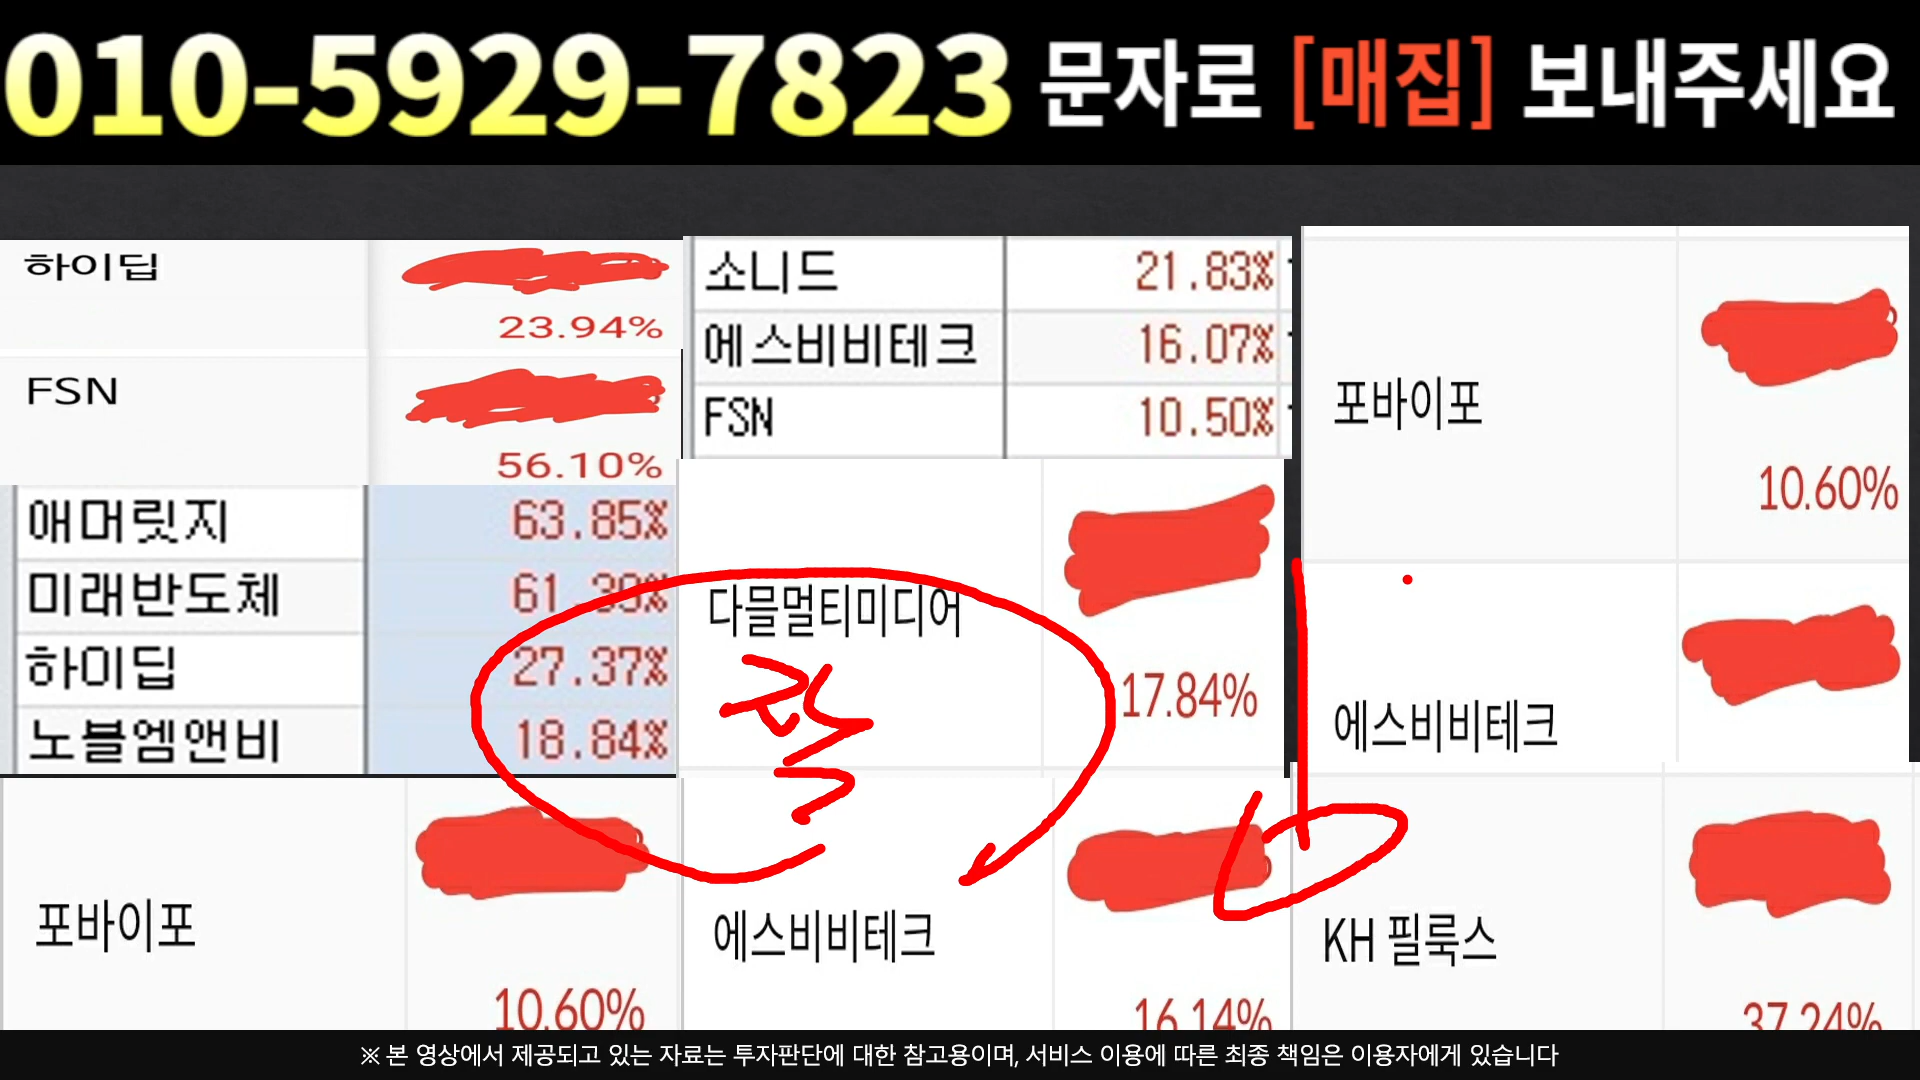 010-5929-7823 문자로 [매집] 보내주세요
하이딥
23.94%
FSN
56.10%
애머릿지 63.85%
미래반도체 61.39%
하이딥 27.37%
노블엠앤비 18.84%
소니드 21.83%
에스비비테크 16.07%
FSN 10.50%
다믈멀티미디어
17.84%
포바이포
10.60%
에스비비테크
포바이포
10.60%
에스비비테크
16.14%
KH 필룩스
37.24%
※ 본 영상에서 제공되고 있는 자료는 투자판단에 대한 참고용이며, 서비스 이용에 따른 최종 책임은 이용자에게 있습니다